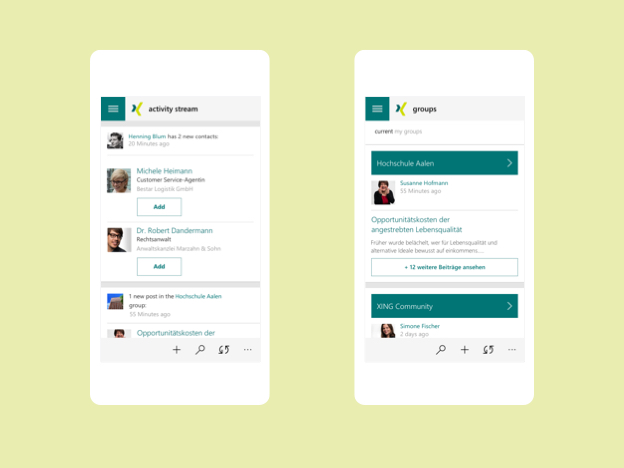 activity stream
Henning Blum has 2 new contacts:
20 Minutes ago
Michele Heimann
Customer Service-Agentin
Bestar Logistik GmbH
Add
Dr. Robert Dandermann
Rechtsanwalt
Anwaltskanzlei Marzahn & Sohn
Add
1 new post in the Hochschule Aalen
group:
55 Minutes ago
Opportunitätskosten der
groups
current my groups
Hochschule Aalen
Susanne Hofmann
55 Minutes ago
Opportunitätskosten der
angestrebten Lebensqualität
Früher wurde belächelt, wer für Lebensqualität und
alternative Ideale bewusst auf einkommens....
+ 12 weitere Beiträge ansehen
XING Community
Simone Fischer
2 days ago